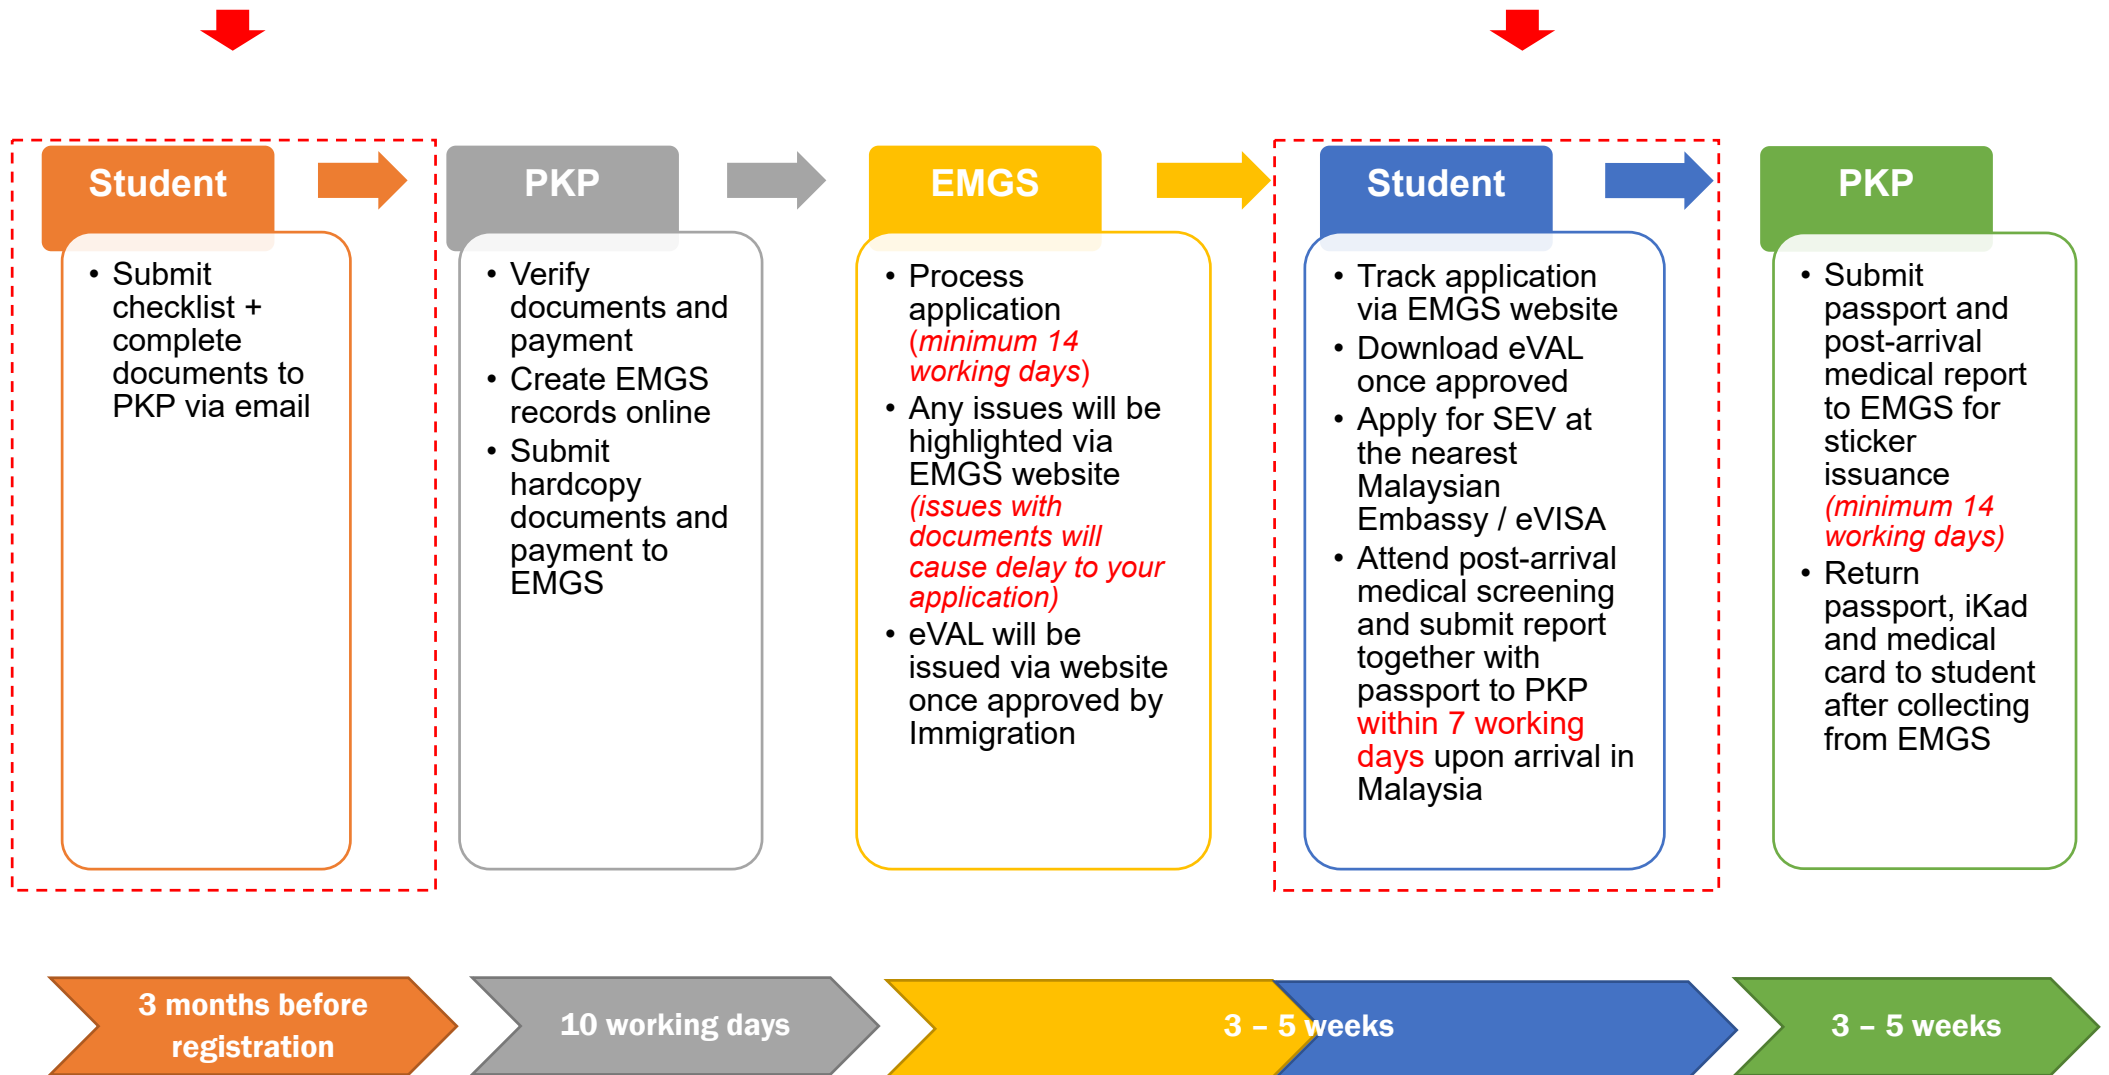 Student
• Submit
checklist +
complete
documents to
PKP via email
PKP
• Verify
documents and
payment
• Create EMGS
records online
• Submit
hardcopy
documents and
payment to
EMGS
EMGS
• Process
application
(minimum 14
working days)
• Any issues will be
highlighted via
EMGS website
(issues with
documents will
cause delay to your
application)
• eVAL will be
issued via website
once approved by
Immigration
Student
• Track application
via EMGS website
• Download eVAL
once approved
• Apply for SEV at
the nearest
Malaysian
Embassy / eVISA
• Attend post-arrival
medical screening
and submit report
together with
passport to PKP
within 7 working
days upon arrival in
Malaysia
PKP
• Submit
passport and
post-arrival
medical report
to EMGS for
sticker
issuance
(minimum 14
working days)
• Return
passport, iKad
and medical
card to student
after collecting
from EMGS
3 months before
registration
10 working days
3 – 5 weeks
3 – 5 weeks